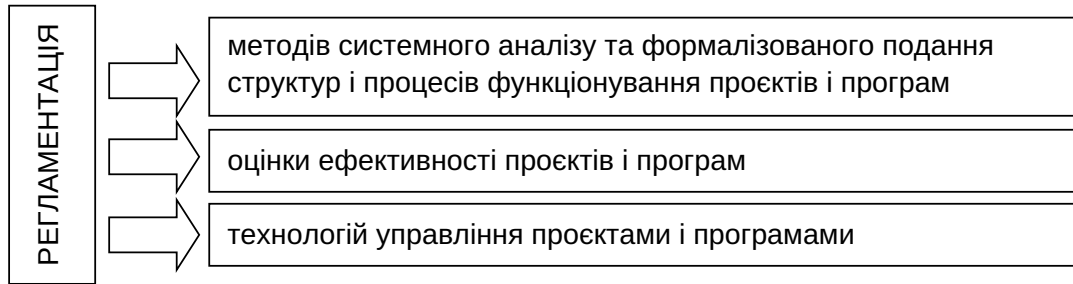 РЕГЛАМЕНТАЦІЯ
методів системного аналізу та формалізованого подання
структур і процесів функціонування проєктів і програм
оцінки ефективності проєктів і програм
технологій управління проєктами і програмами